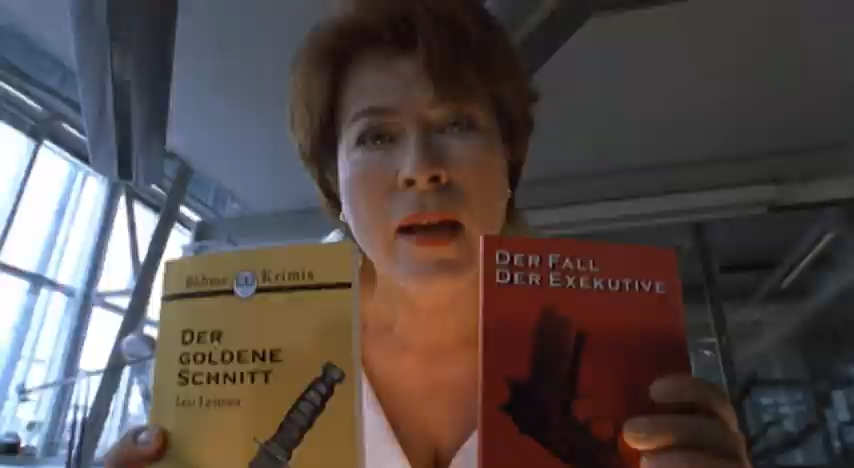 Böhme Krimis
DER
GOLDENE
SCHNITT
DER FALL
DER EXEKUTIVE